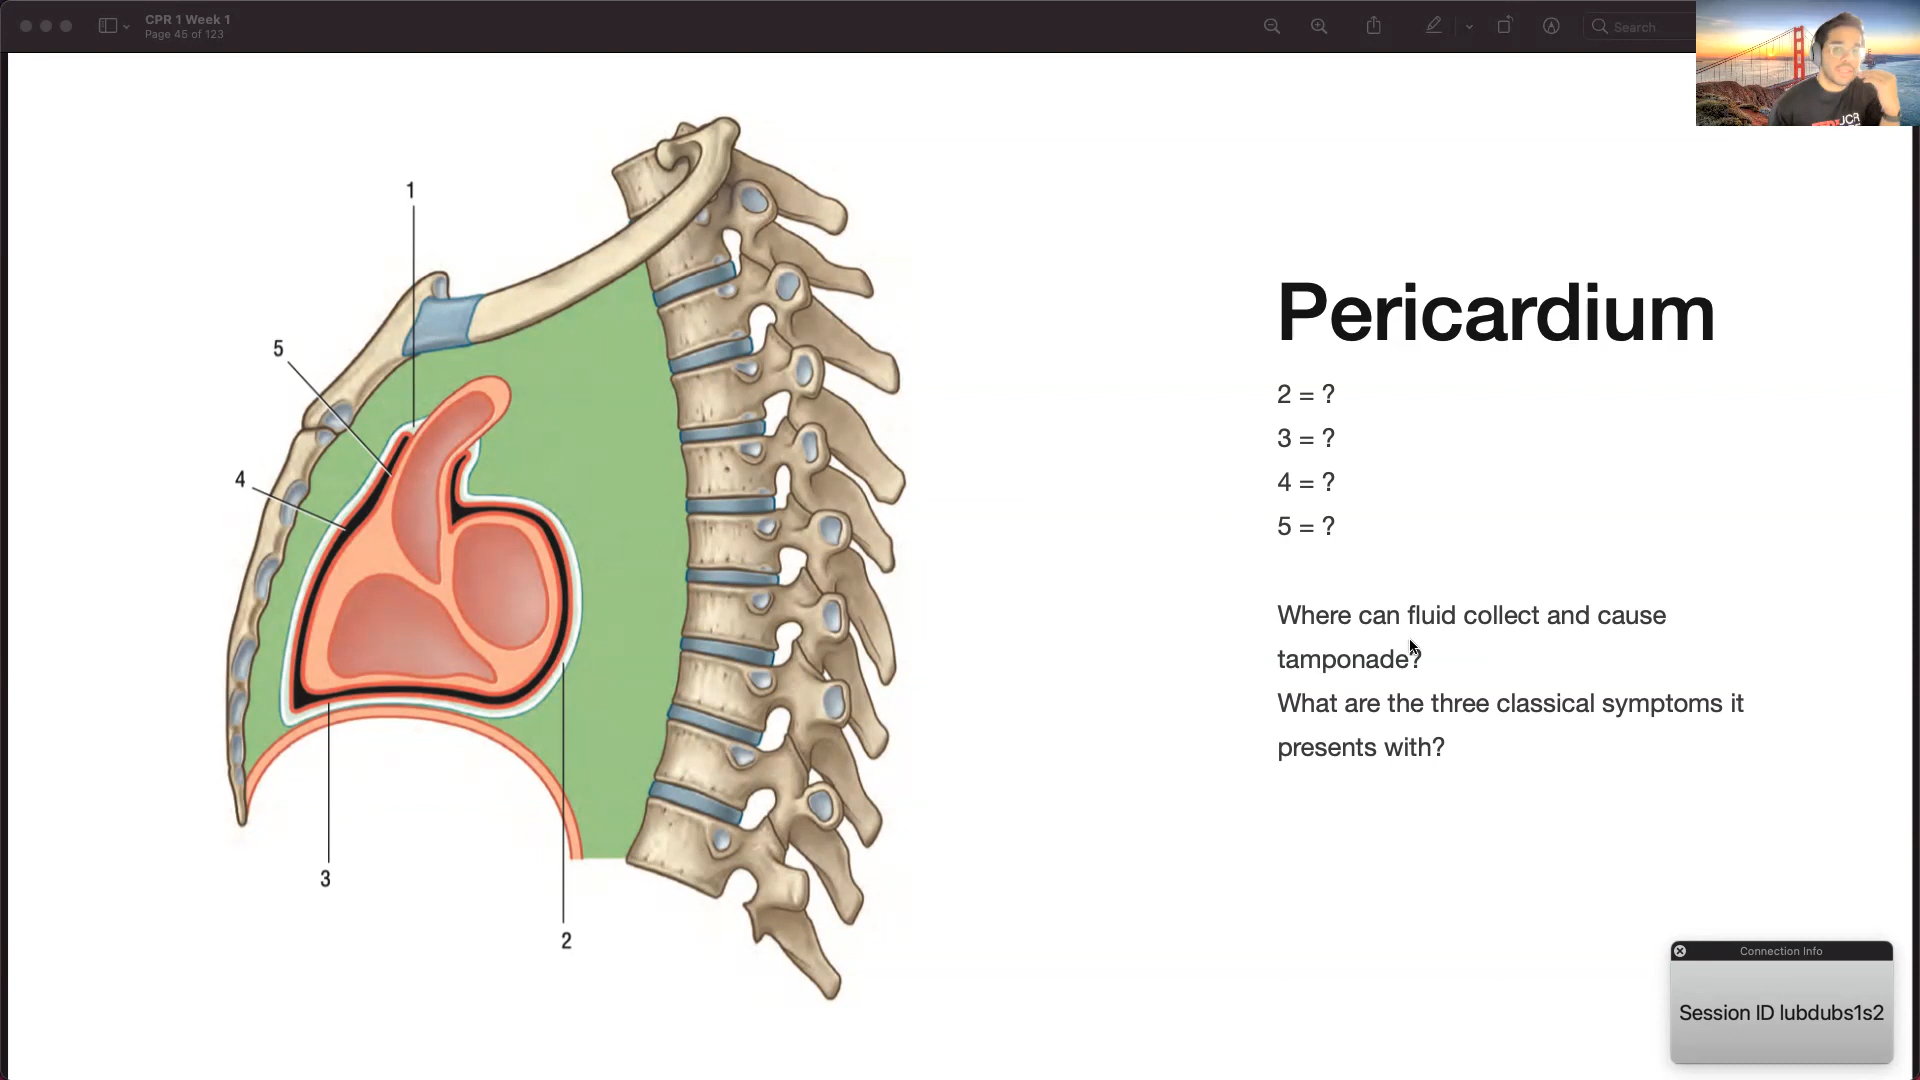 CPR 1 Week 1
Page 45 of 123
Search
UCR
1
5
4
3
2
Pericardium
2 = ?
3 = ?
4 = ?
5 = ?
Where can fluid collect and cause
tamponade?
What are the three classical symptoms it
presents with?
Connection Info
Session ID lubdubs1s2